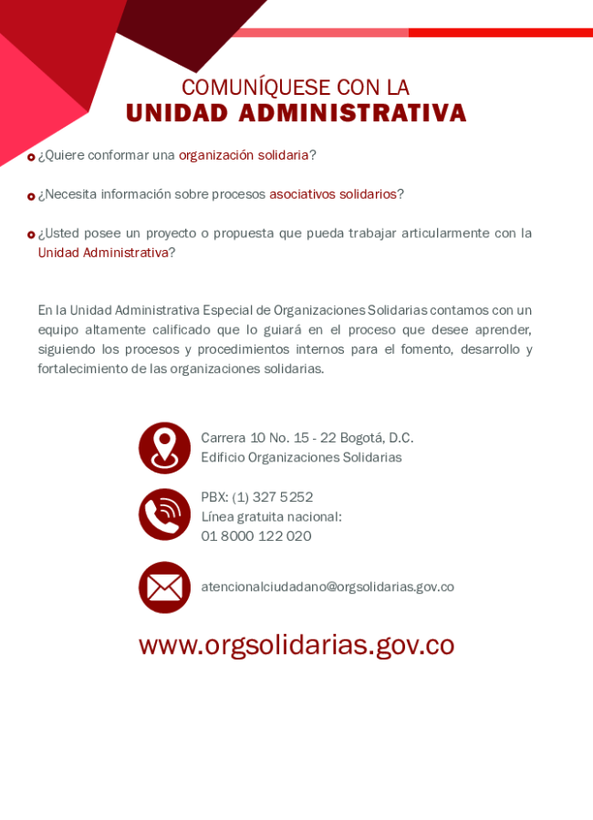 COMUNÍQUESE CON LA
UNIDAD ADMINISTRATIVA
¿Quiere conformar una organización solidaria?
¿Necesita información sobre procesos asociativos solidarios?
¿Usted posee un proyecto o propuesta que pueda trabajar articularmente con la
Unidad Administrativa?
En la Unidad Administrativa Especial de Organizaciones Solidarias contamos con un
equipo altamente calificado que lo guiará en el proceso que desee aprender,
siguiendo los procesos y procedimientos internos para el fomento, desarrollo y
fortalecimiento de las organizaciones solidarias.
Carrera 10 No. 15 - 22 Bogotá, D.C.
Edificio Organizaciones Solidarias
PBX: (1) 327 5252
Línea gratuita nacional:
01 8000 122 020
atencionalciudadano@orgsolidarias.gov.co
www.orgsolidarias.gov.co